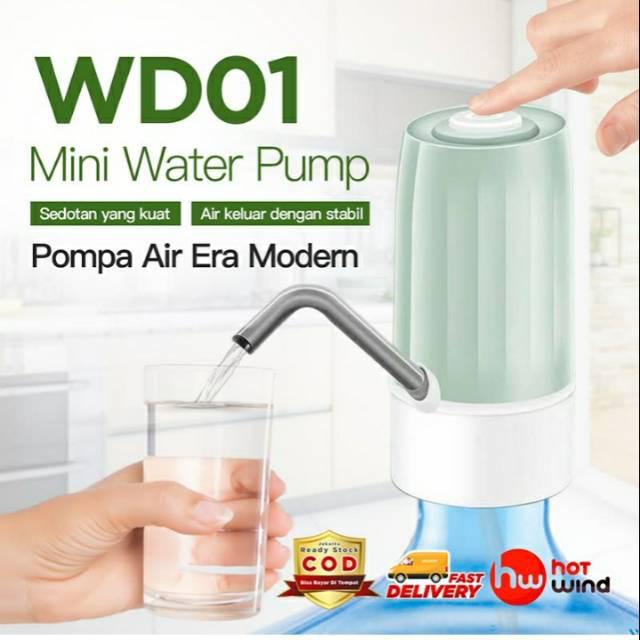 WD01
Mini Water Pump
Sedotan yang kuat
Air keluar dengan stabil
Pompa Air Era Modern
Jakarta
Ready Stock
COD
Bisa Bayar Di Tempat
FAST
DELIVERY
hw
hot
wind